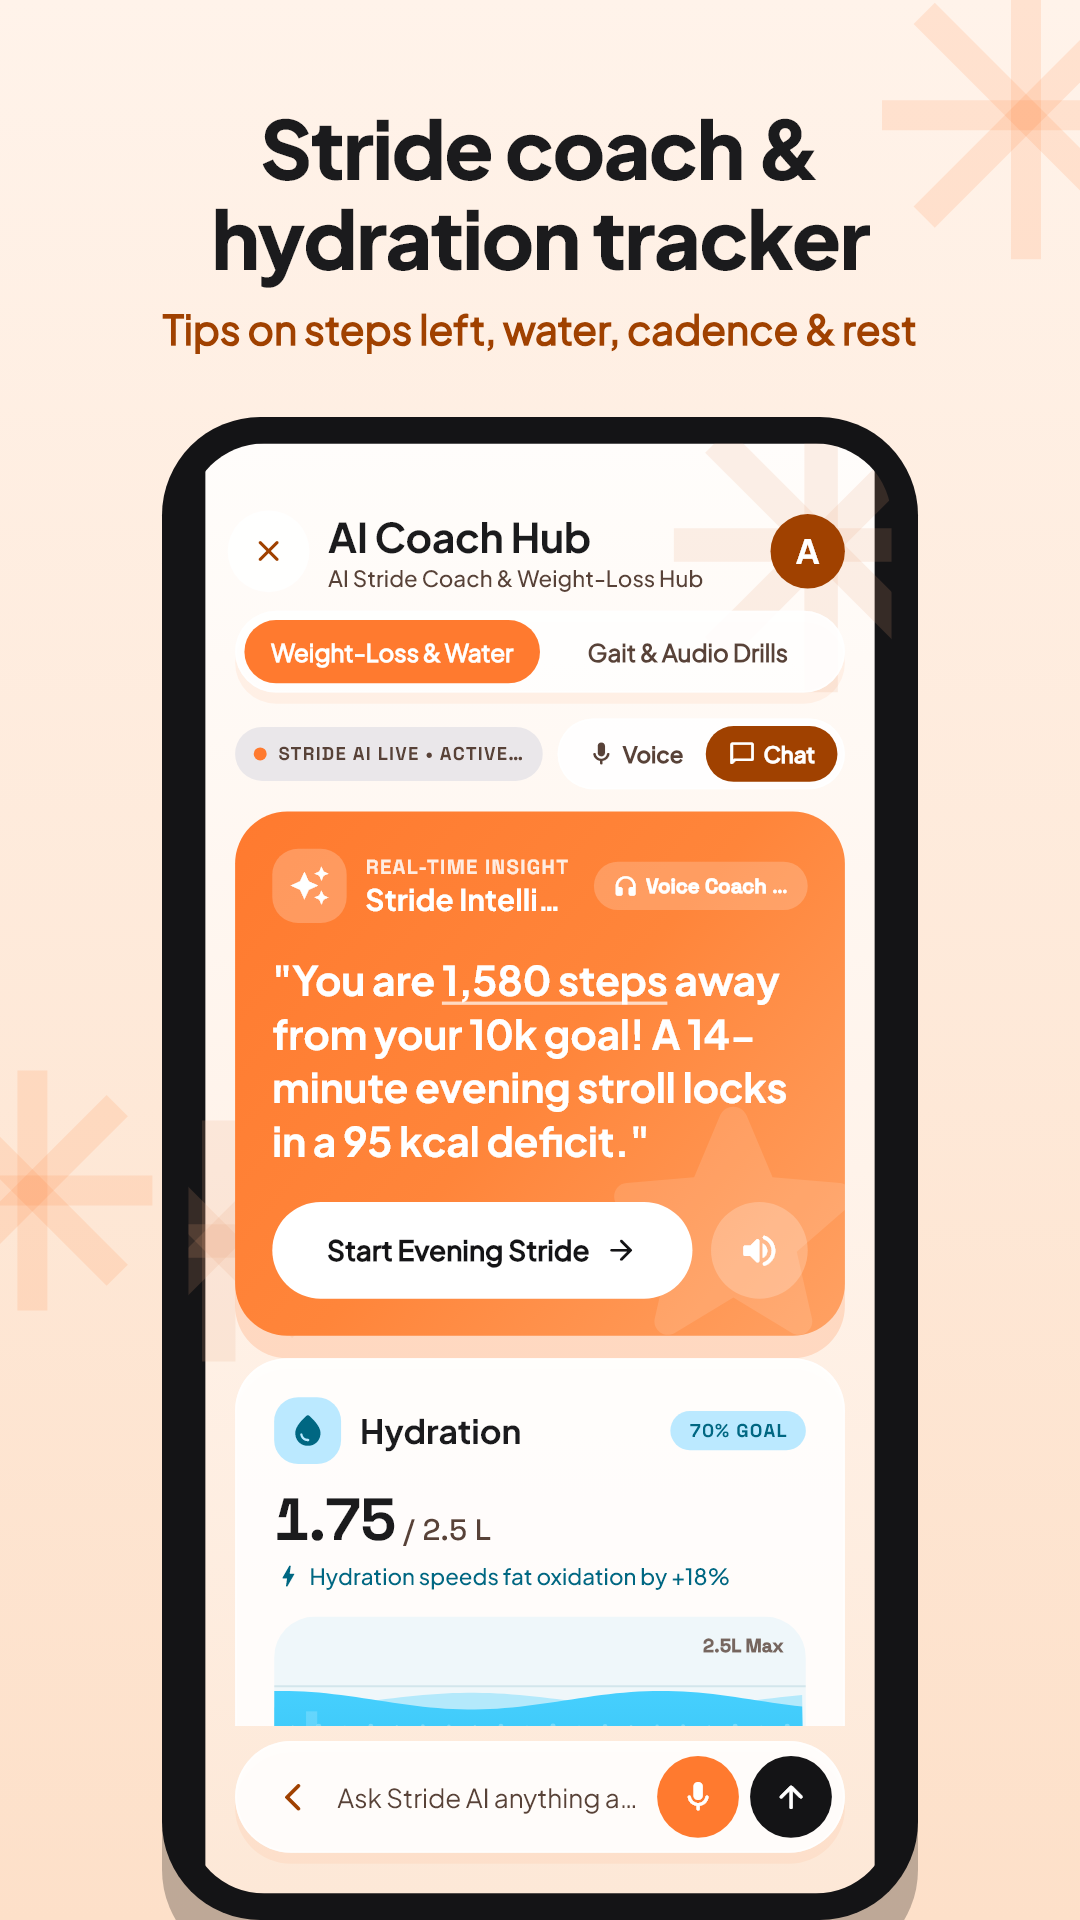 Stride coach &
hydration tracker
Tips on steps left, water, cadence & rest
AI Coach Hub
AI Stride Coach & Weight-Loss Hub
A
Weight-Loss & Water
Gait & Audio Drills
STRIDE AI LIVE • ACTIVE...
Voice
Chat
REAL-TIME INSIGHT
Stride Intelli...
Voice Coach ...
"You are 1,580 steps away
from your 10k goal! A 14-
minute evening stroll locks
in a 95 kcal deficit."
Start Evening Stride →
Hydration
70% GOAL
1.75 / 2.5 L
Hydration speeds fat oxidation by +18%
2.5L Max
Ask Stride AI anything a...